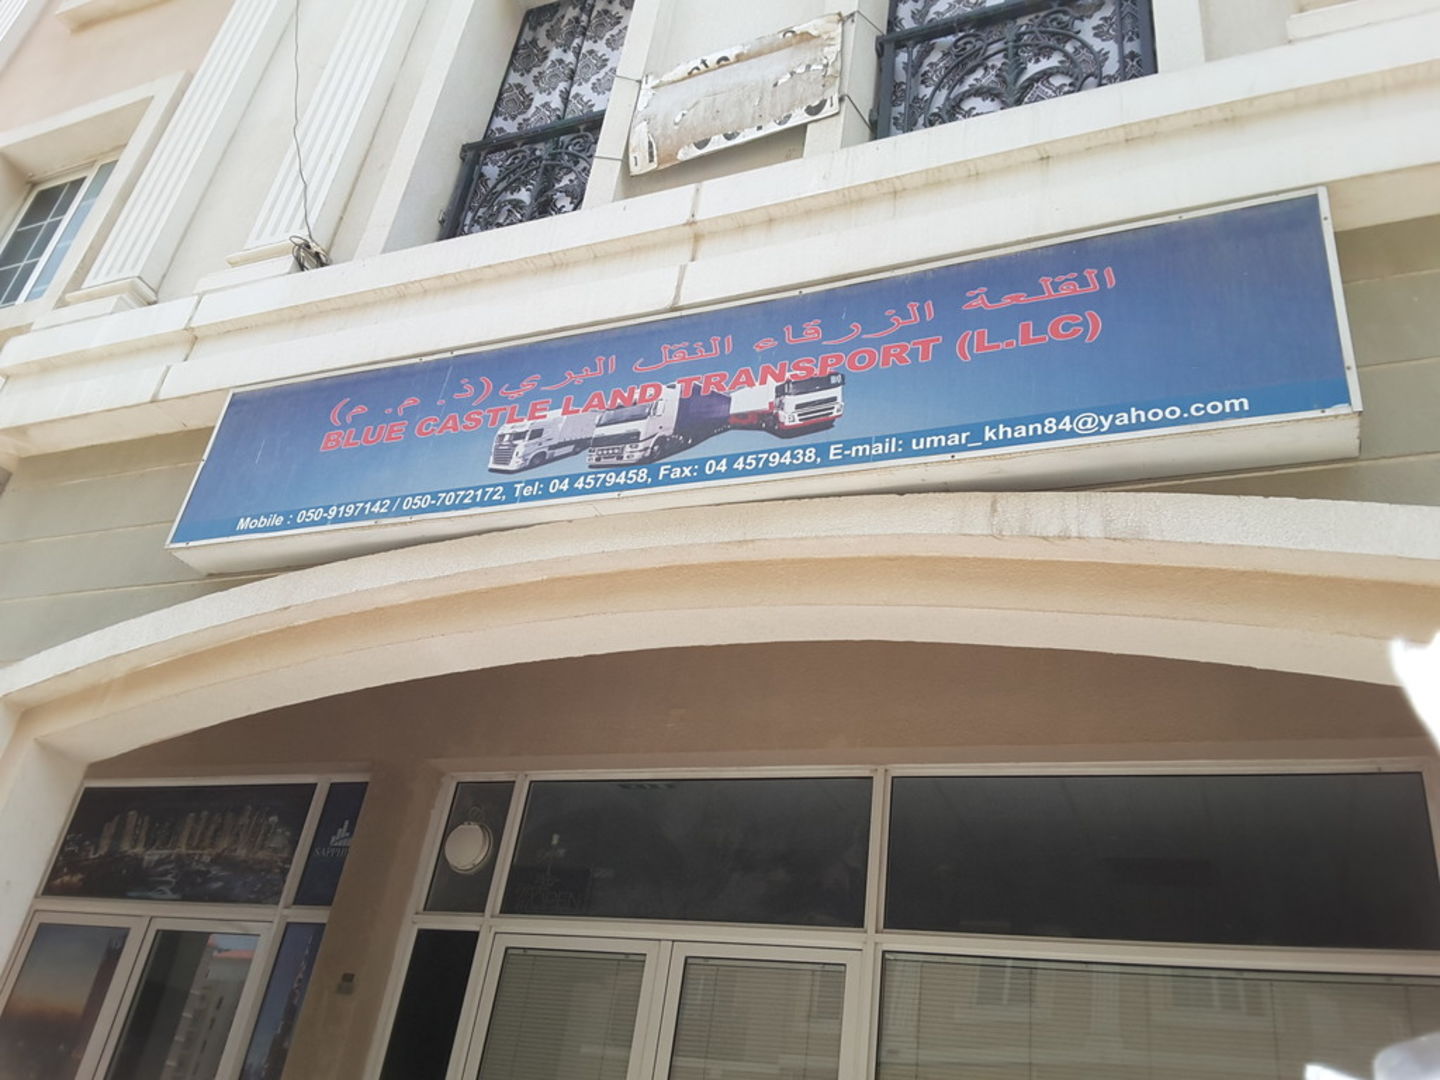 القلعة الزرقاء النقل البري (ذ. م. م)
BLUE CASTLE LAND TRANSPORT (L.LC)
Mobile : 050-9197142 / 050-7072172, Tel: 04 4579458, Fax: 04 4579438, E-mail: umar_khan84@yahoo.com
OPEN